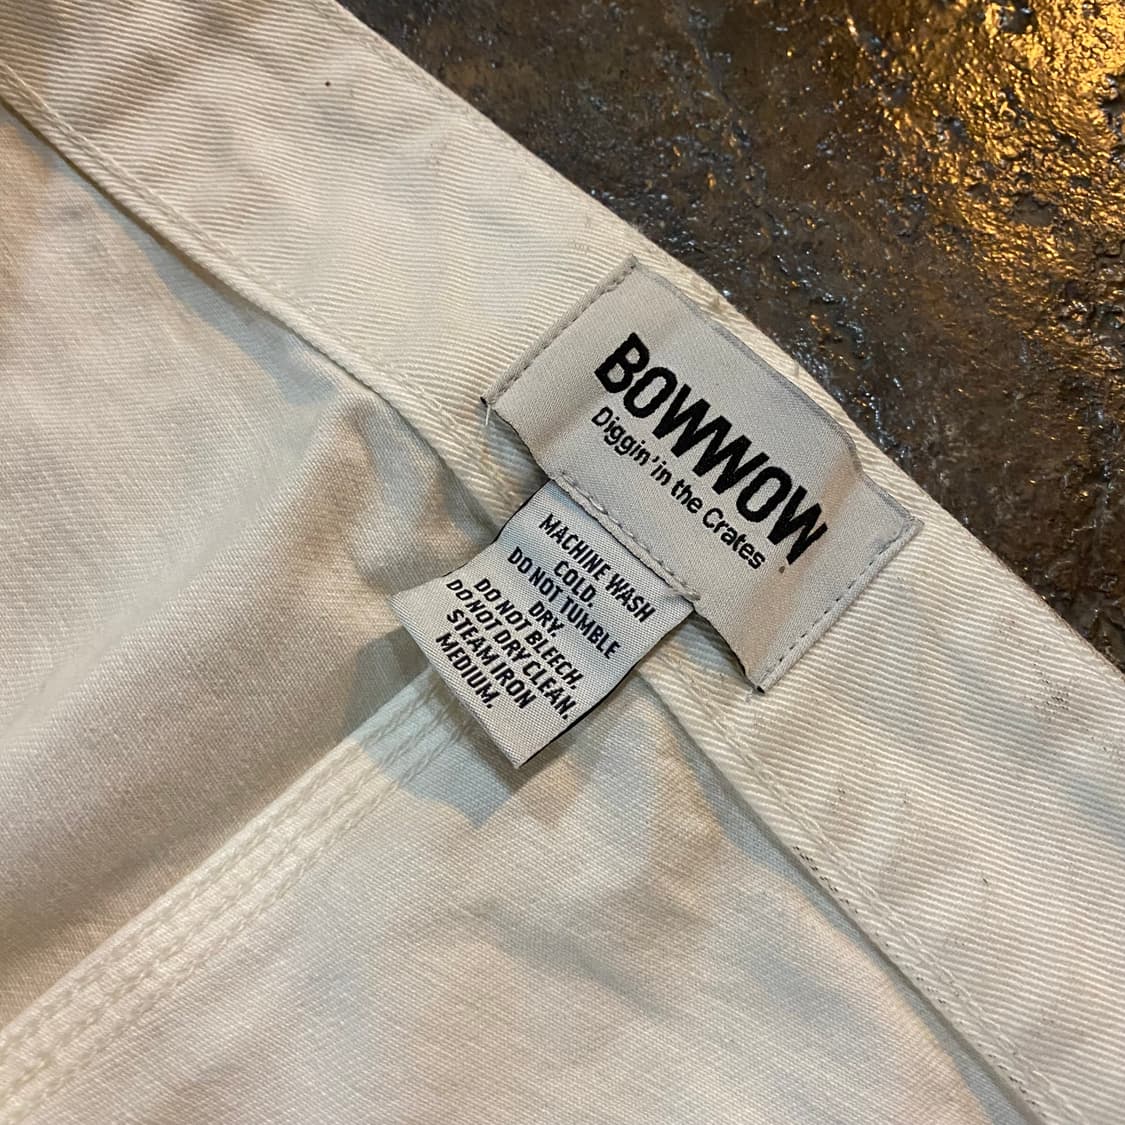 BOWWOW
Diggin' in the Crates
MACHINE WASH
COLD.
DO NOT TUMBLE
DRY.
DO NOT BLEECH.
DO NOT DRY CLEAN.
STEAM IRON
MEDIUM.